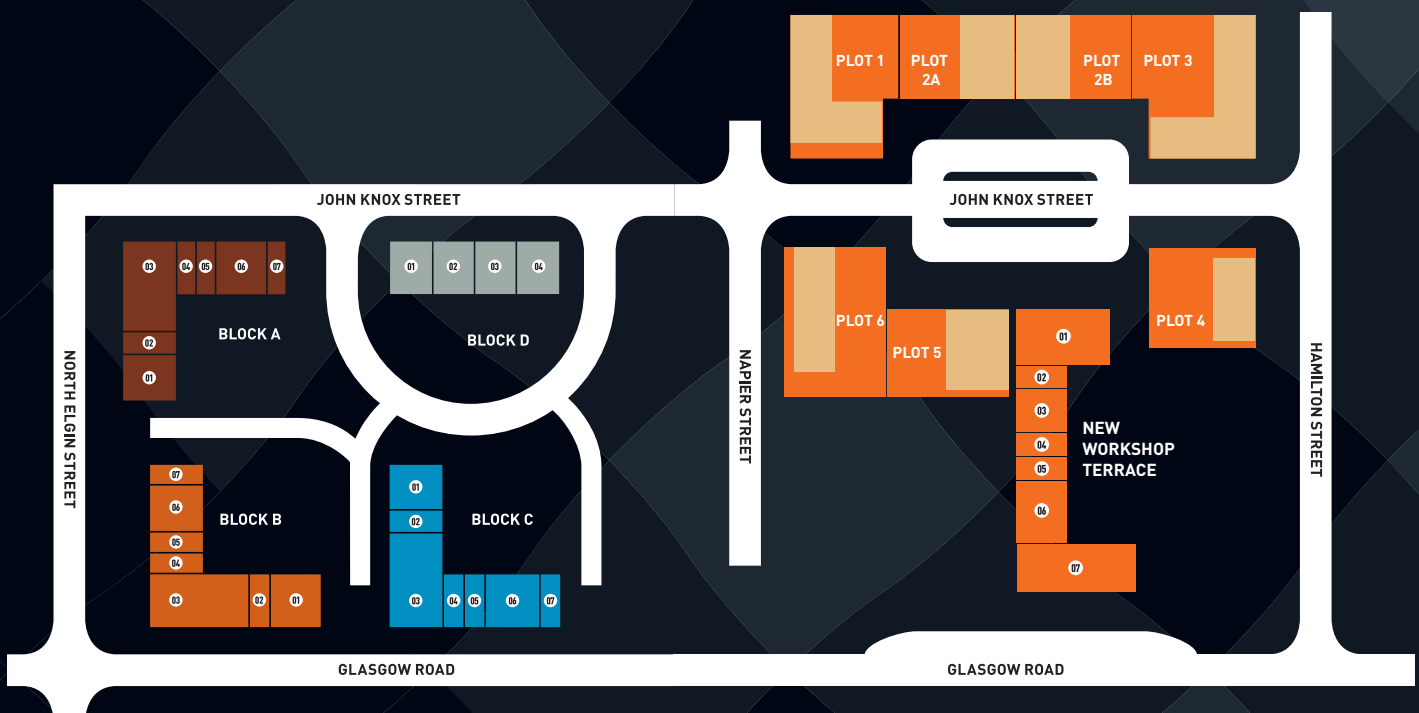 PLOT 1
PLOT
2A
PLOT
2B
PLOT 3
JOHN KNOX STREET
JOHN KNOX STREET
03
04
05
06
07
02
01
BLOCK A
01
02
03
04
BLOCK D
NORTH ELGIN STREET
NAPIER STREET
HAMILTON STREET
PLOT 6
PLOT 5
PLOT 4
01
02
03
04
05
06
07
NEW
WORKSHOP
TERRACE
07
06
05
04
03
02
01
BLOCK B
01
02
03
04
05
06
07
BLOCK C
GLASGOW ROAD
GLASGOW ROAD